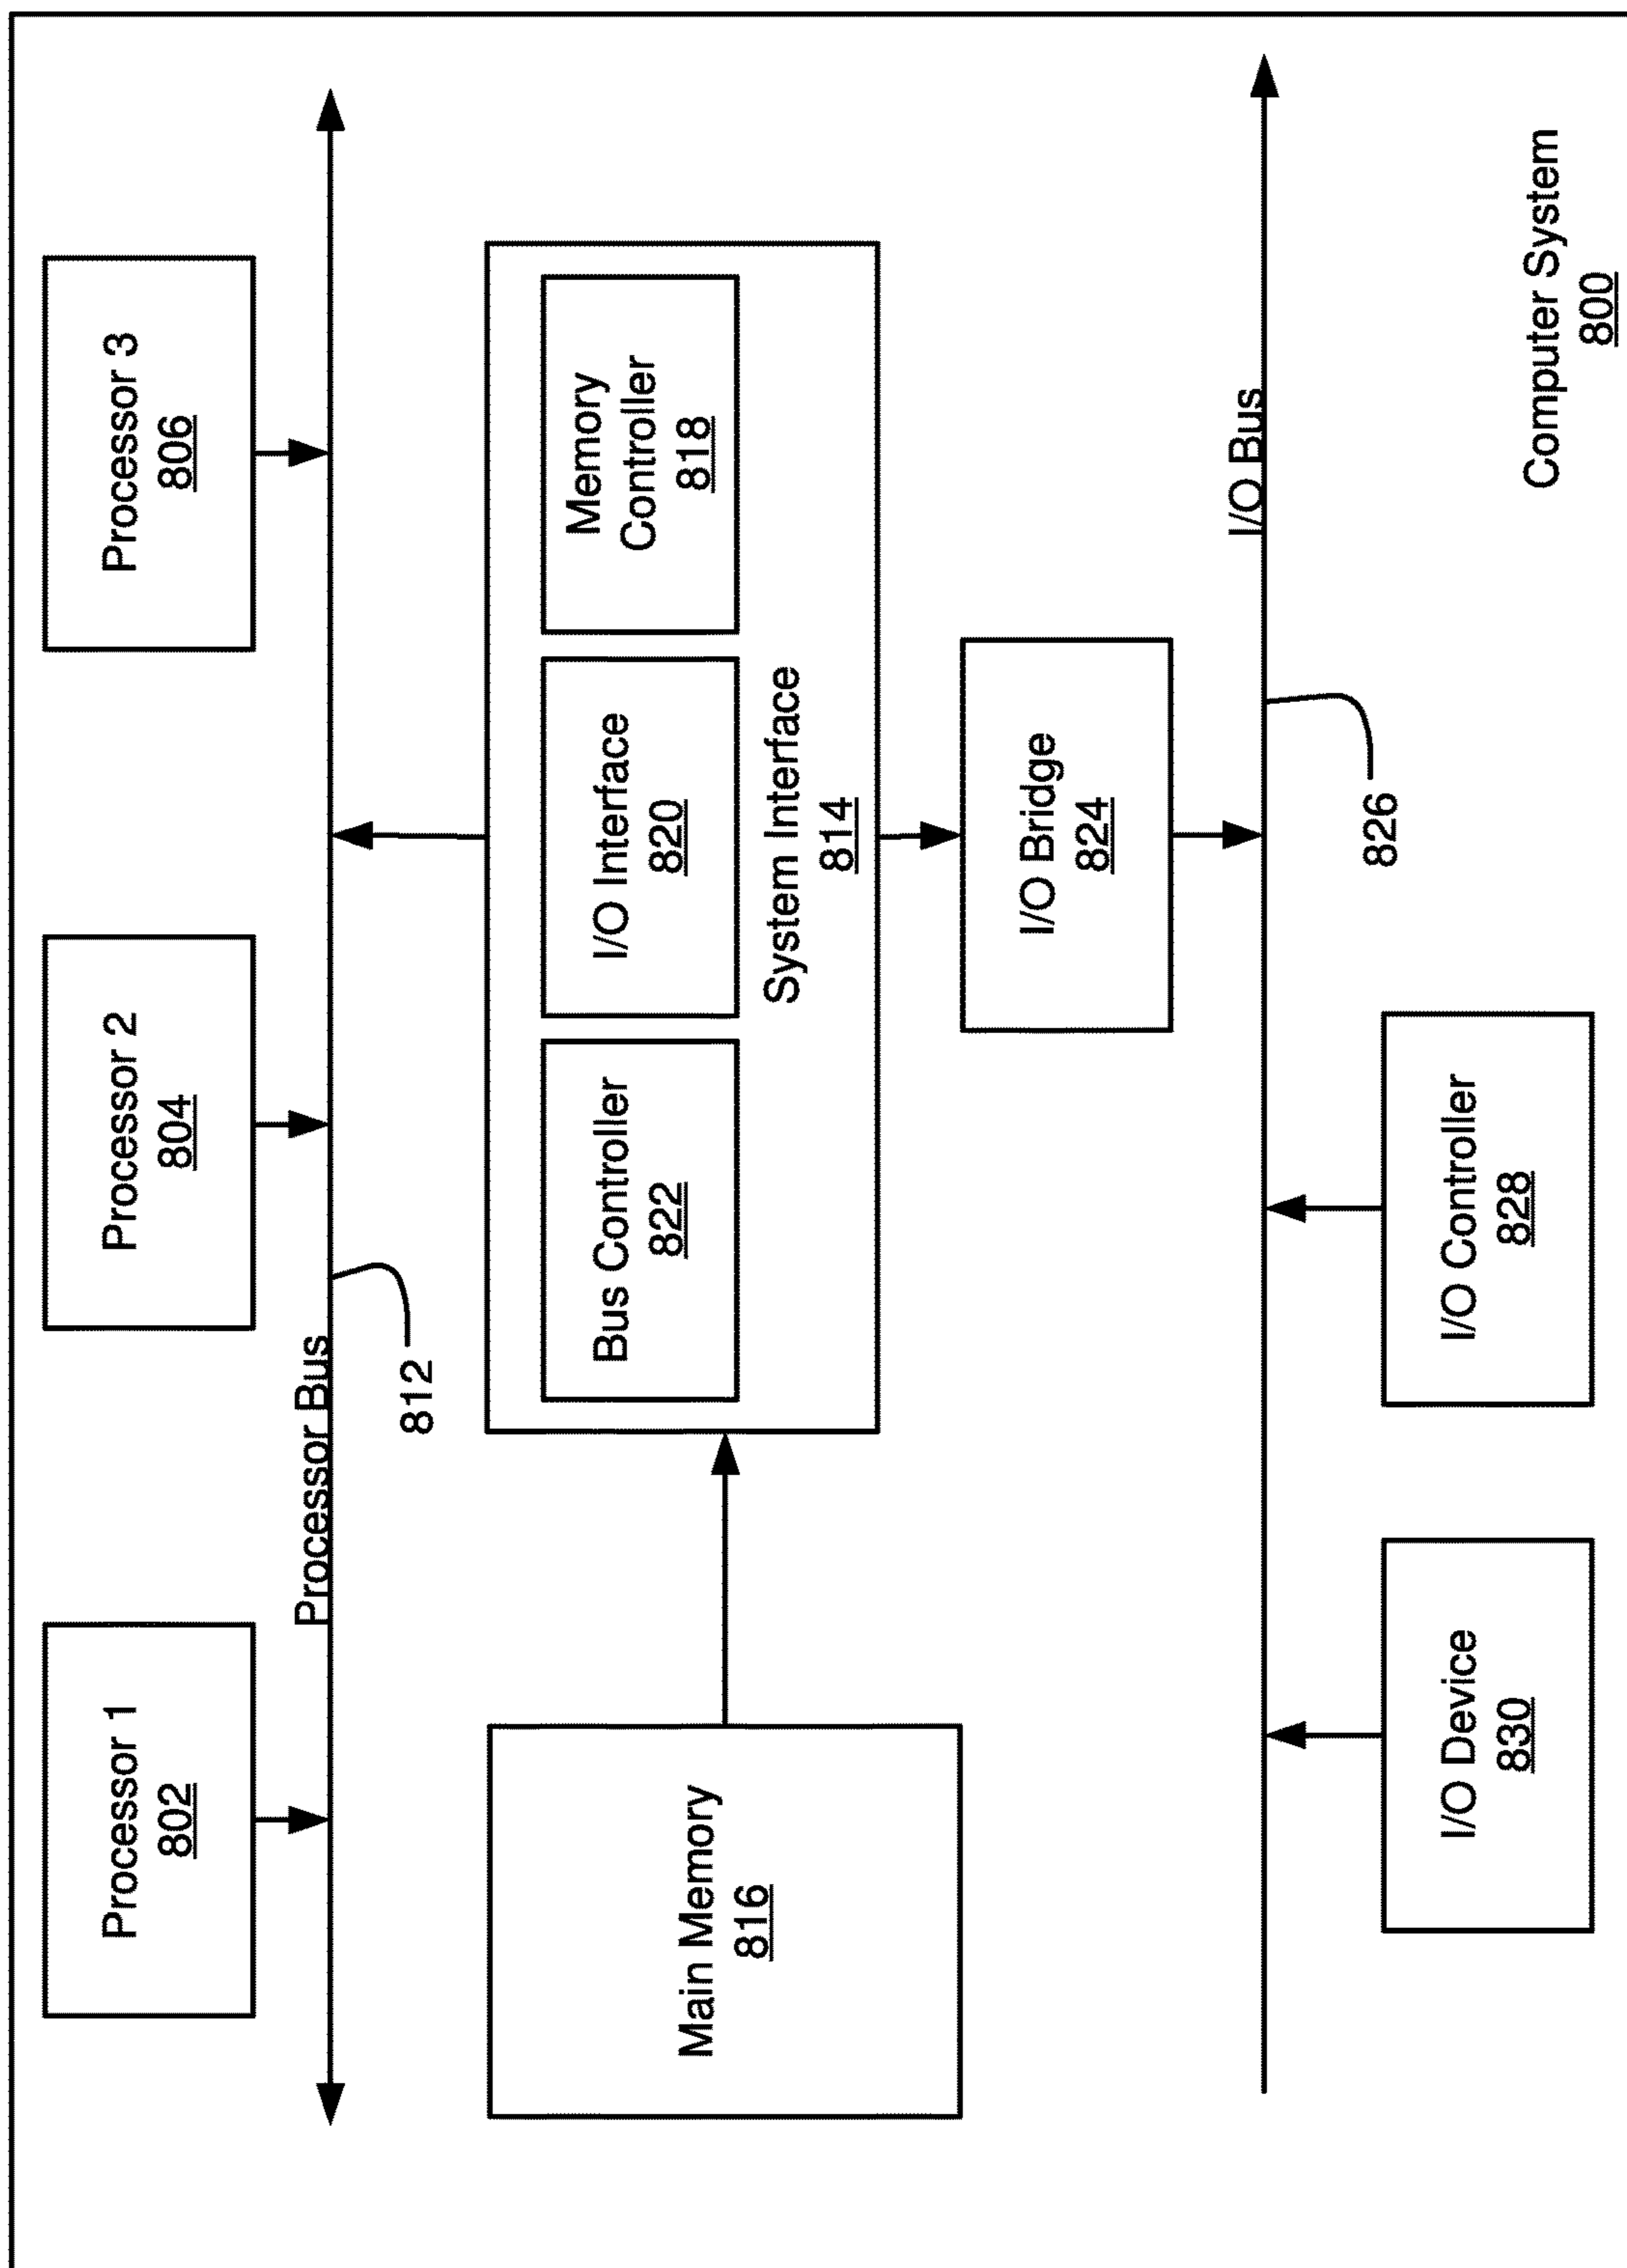 Processor 1
802
Processor 2
804
Processor 3
806
Processor Bus
812
Main Memory
816
Bus Controller
822
I/O Interface
820
Memory
Controller
818
System Interface
814
I/O Bridge
824
I/O Bus
826
I/O Device
830
I/O Controller
828
Computer System
800